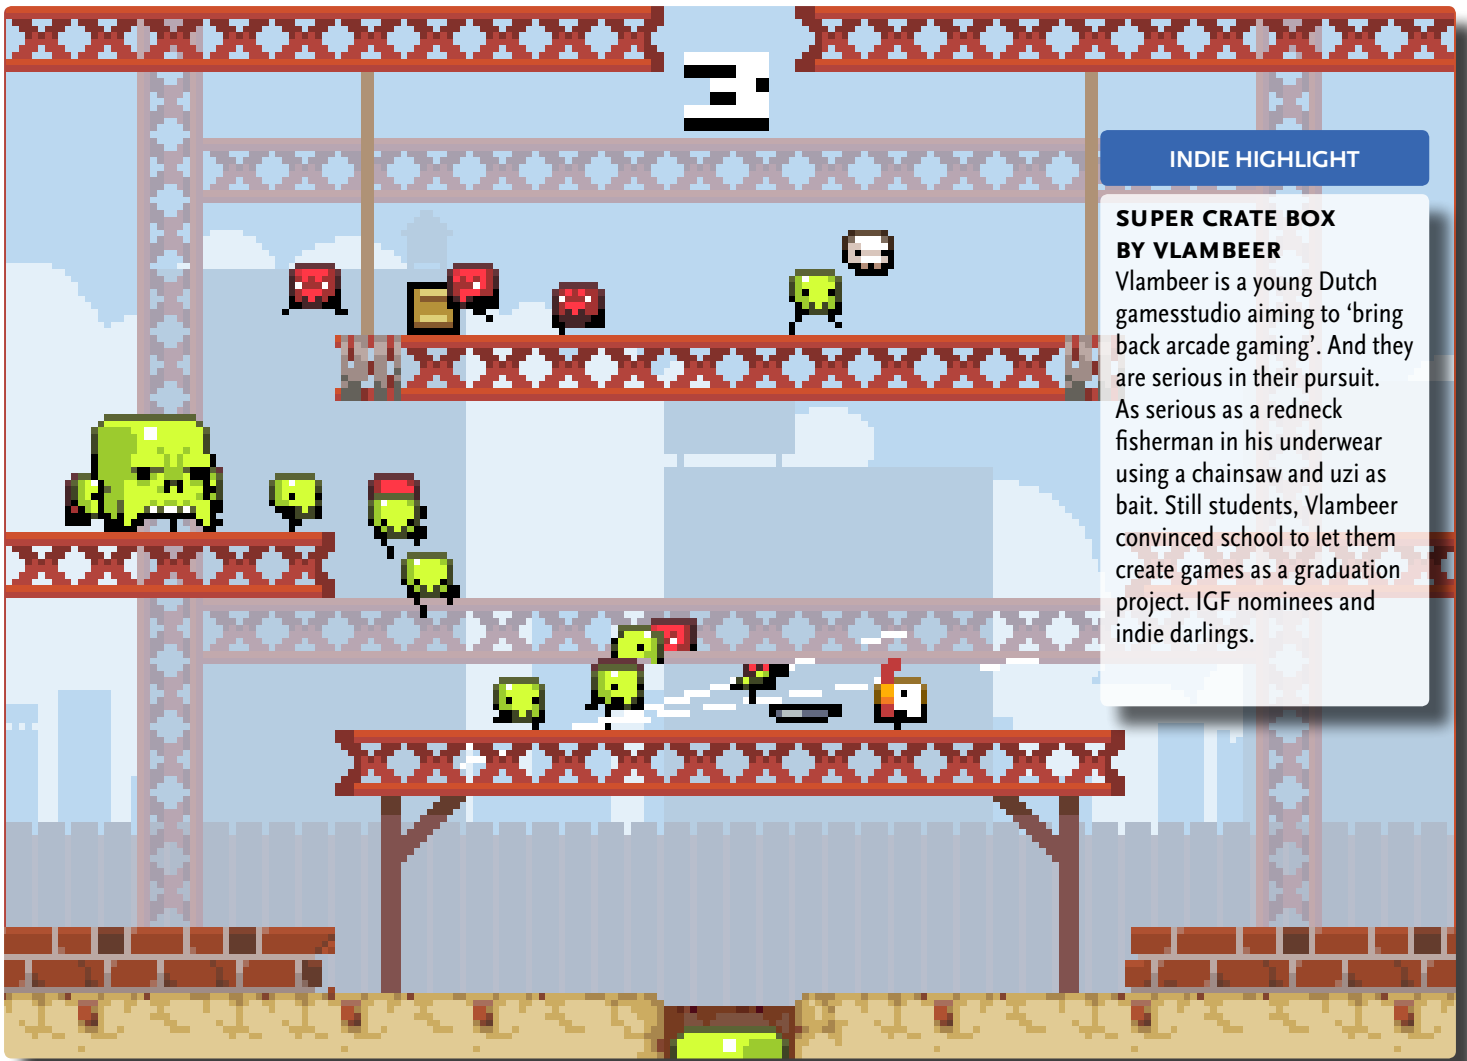 3
INDIE HIGHLIGHT
SUPER CRATE BOX
BY VLAMBEER
Vlambeer is a young Dutch
gamesstudio aiming to ‘bring
back arcade gaming’. And they
are serious in their pursuit.
As serious as a redneck
fisherman in his underwear
using a chainsaw and uzi as
bait. Still students, Vlambeer
convinced school to let them
create games as a graduation
project. IGF nominees and
indie darlings.